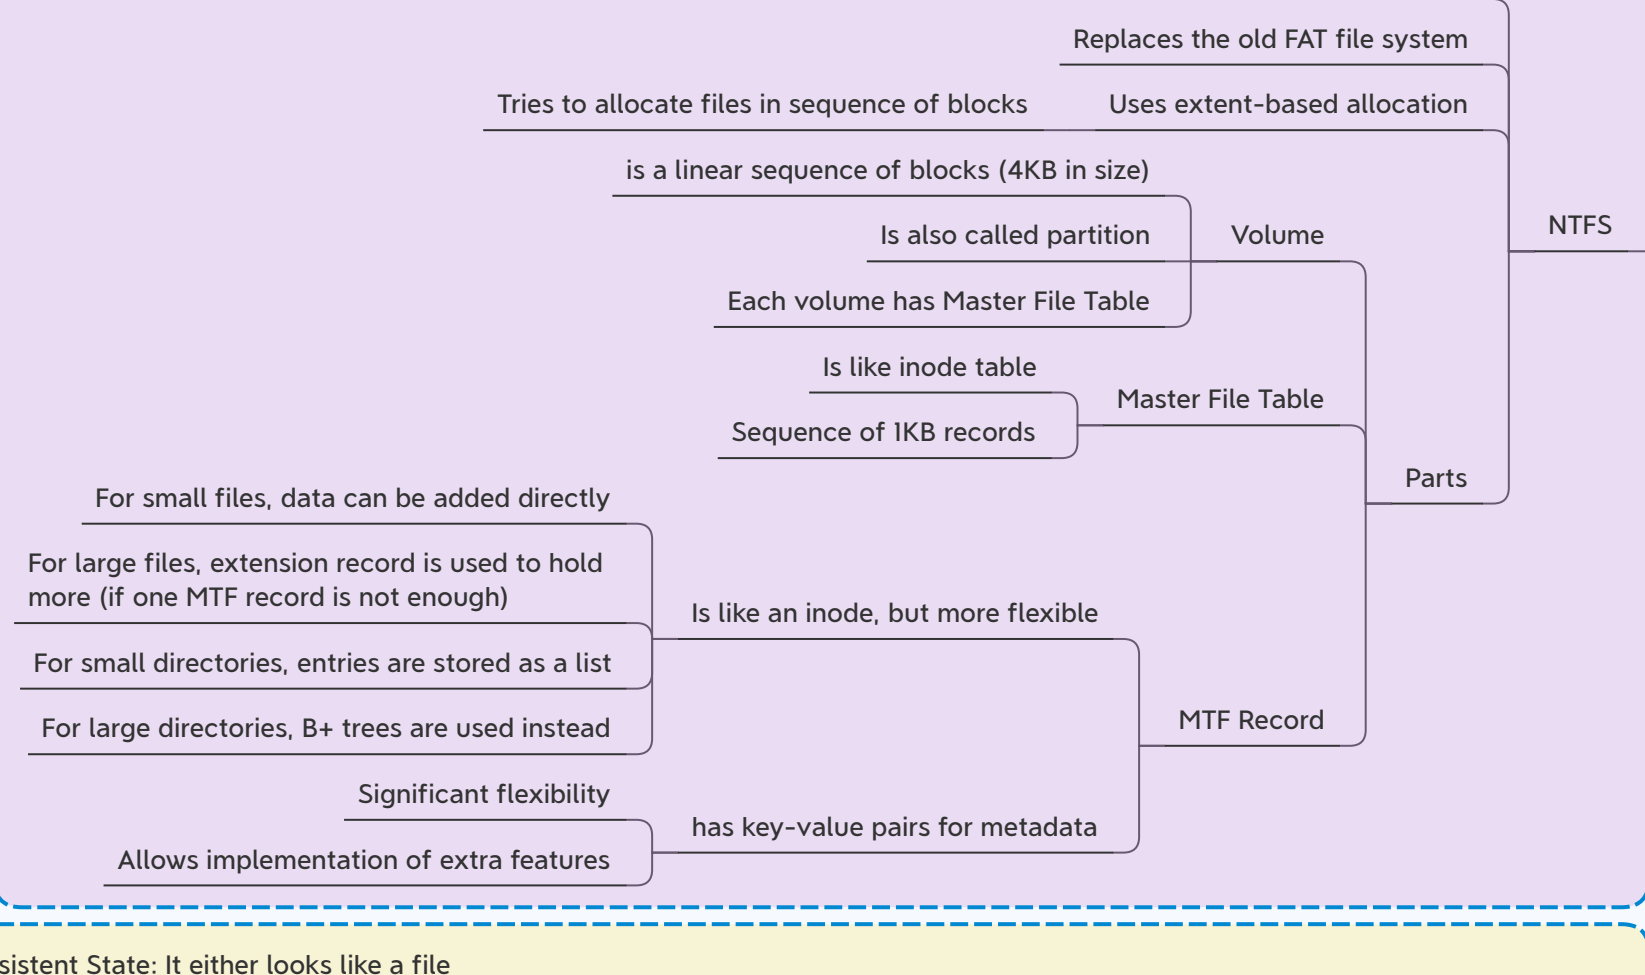 Replaces the old FAT file system
Tries to allocate files in sequence of blocks
Uses extent-based allocation
is a linear sequence of blocks (4KB in size)
Is also called partition
Volume
NTFS
Each volume has Master File Table
Is like inode table
Master File Table
Sequence of 1KB records
Parts
For small files, data can be added directly
For large files, extension record is used to hold
more (if one MTF record is not enough)
Is like an inode, but more flexible
For small directories, entries are stored as a list
For large directories, B+ trees are used instead
MTF Record
Significant flexibility
has key-value pairs for metadata
Allows implementation of extra features
sistent State: It either looks like a file